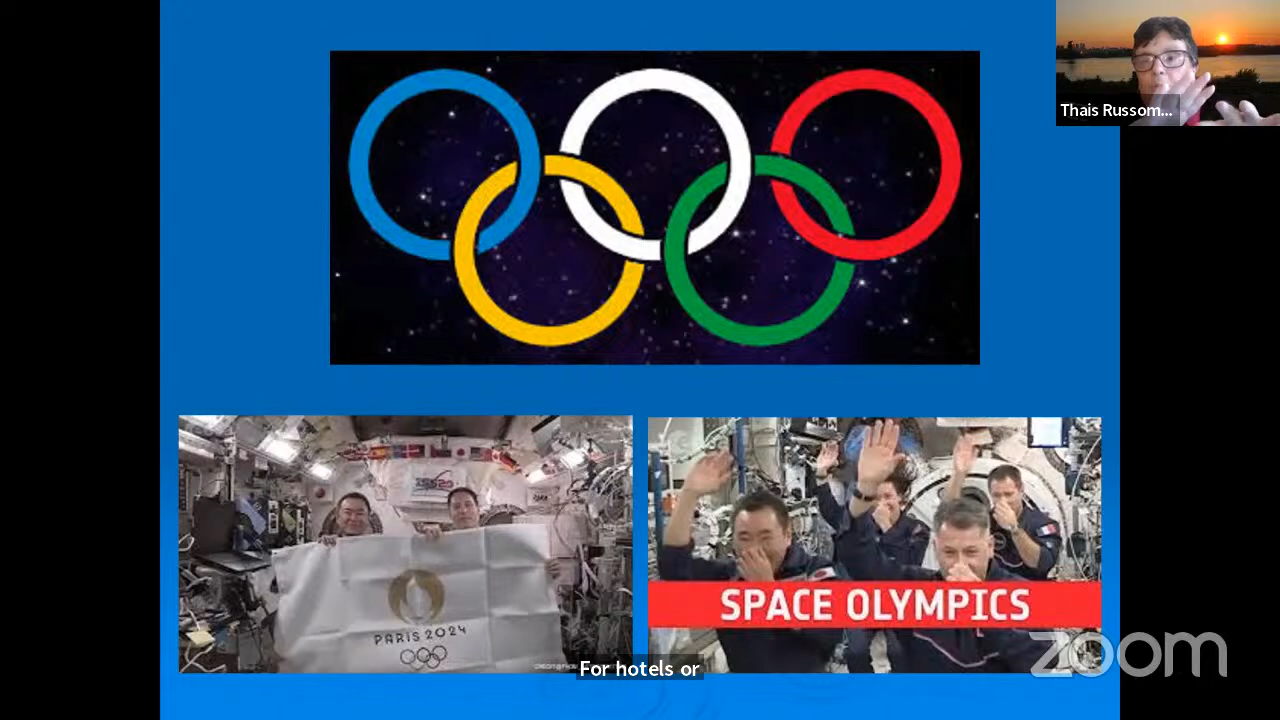 Thais Russom...
PARIS 2024
SPACE OLYMPICS
For hotels or
zoom